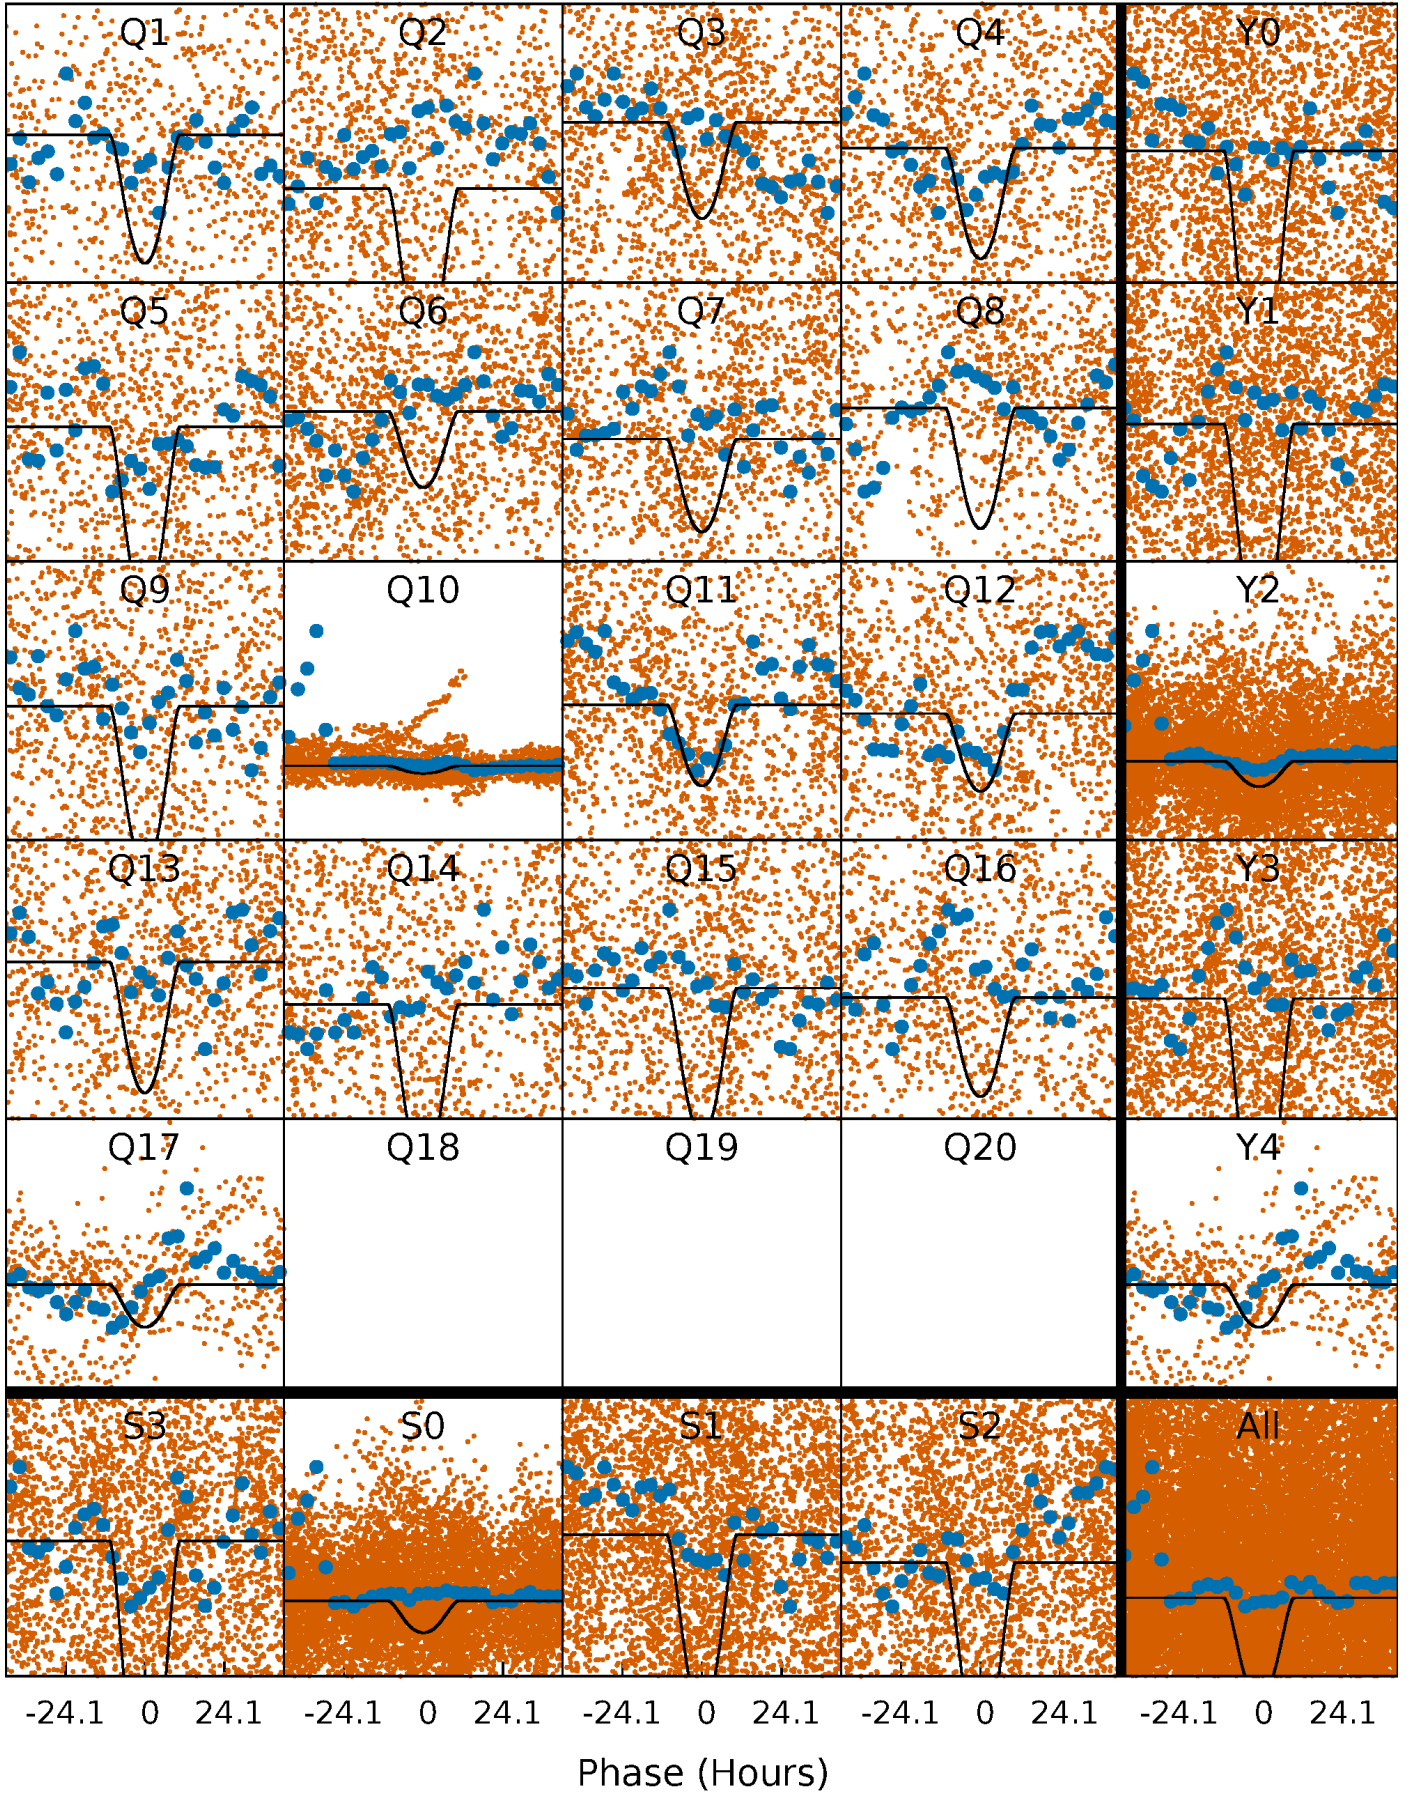 Q1 Q2 Q3 Q4 Y0
Q5 Q6 Q7 Q8 Y1
Q9 Q10 Q11 Q12 Y2
Q13 Q14 Q15 Q16 Y3
Q17 Q18 Q19 Q20 Y4
S3 S0 S1 S2 All
-24.1 0 24.1 -24.1 0 24.1 -24.1 0 24.1 -24.1 0 24.1 -24.1 0 24.1
Phase (Hours)